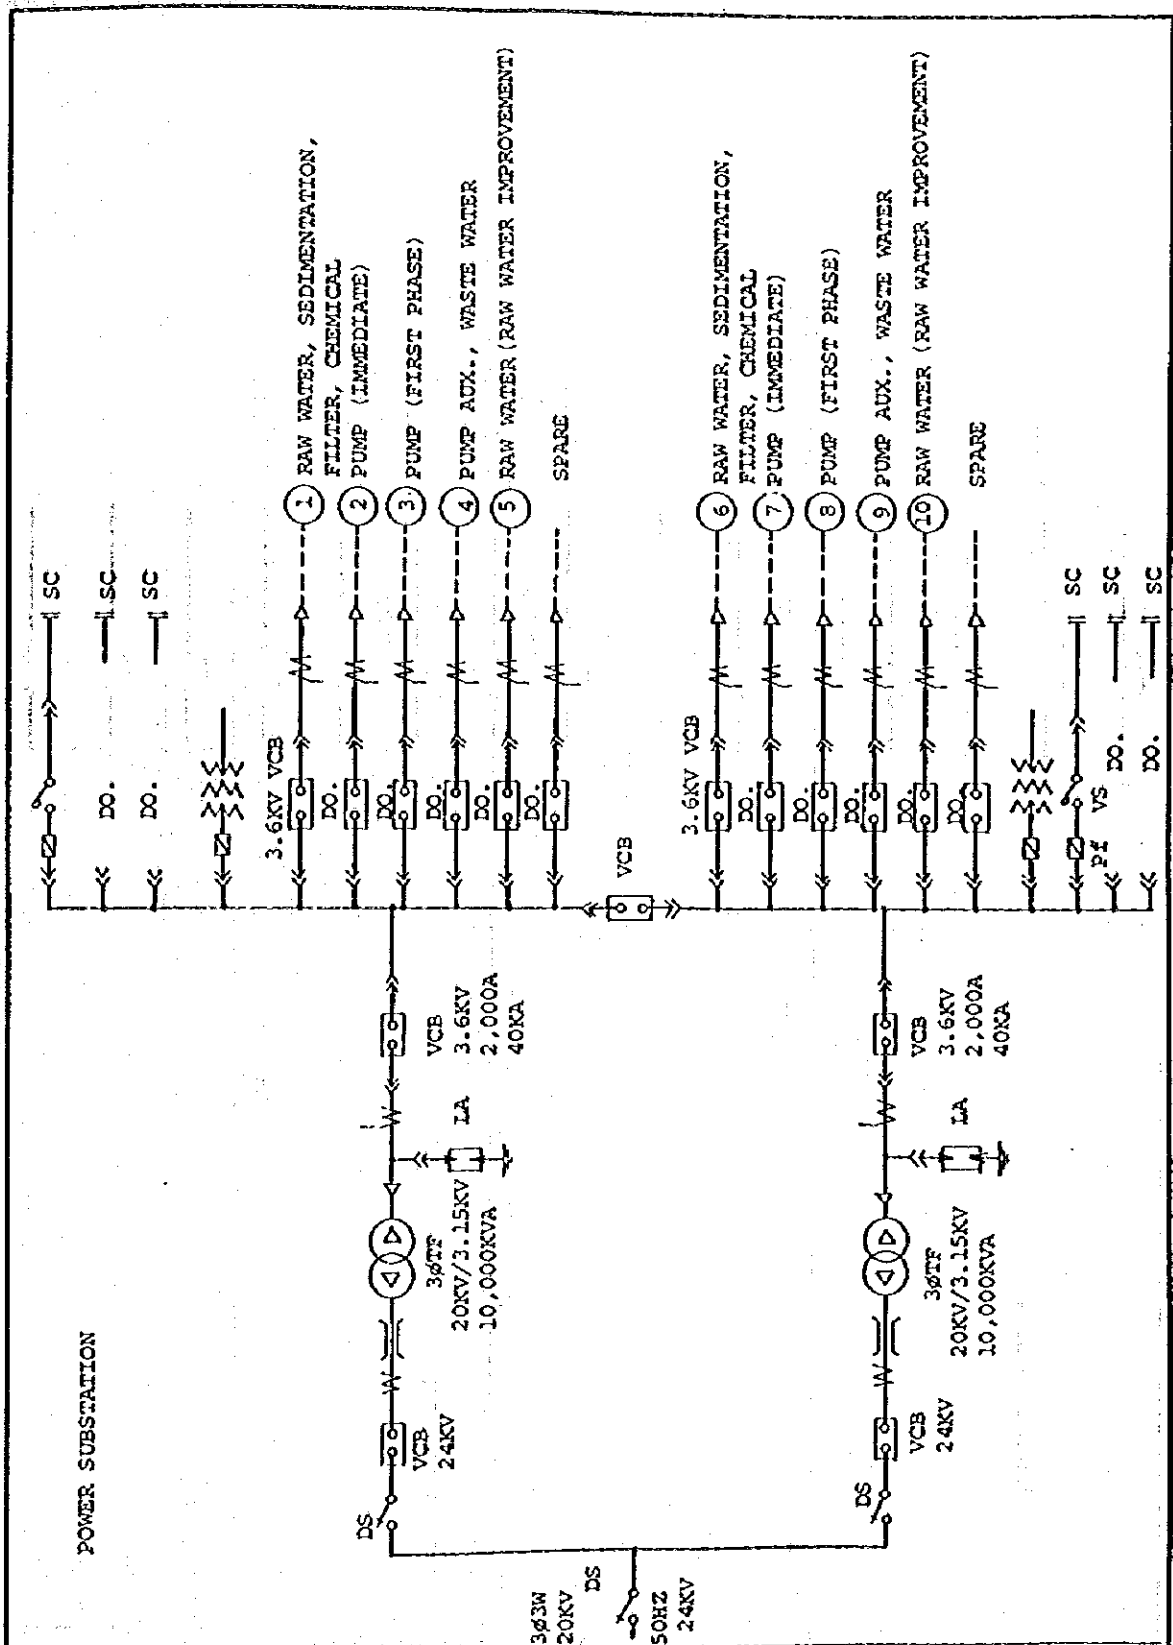 POWER SUBSTATION
3ø3W
20KV
DS
50HZ
24KV
DS
VCB
24KV
3øTF
20KV/3.15KV
10,000KVA
LA
VCB
3.6KV
2,000A
40KA
SC
DO.
SC
DO.
SC
3.6KV VCB
1
RAW WATER, SEDIMENTATION,
FILTER, CHEMICAL
DO.
2
PUMP (IMMEDIATE)
DO.
3
PUMP (FIRST PHASE)
DO.
4
PUMP AUX., WASTE WATER
DO.
5
RAW WATER (RAW WATER IMPROVEMENT)
DO.
SPARE
VCB
DS
VCB
24KV
3øTF
20KV/3.15KV
10,000KVA
LA
VCB
3.6KV
2,000A
40KA
3.6KV VCB
6
RAW WATER, SEDIMENTATION,
FILTER, CHEMICAL
DO.
7
PUMP (IMMEDIATE)
DO.
8
PUMP (FIRST PHASE)
DO.
9
PUMP AUX., WASTE WATER
DO.
10
RAW WATER (RAW WATER IMPROVEMENT)
DO.
SPARE
Pf VS
SC
DO.
SC
DO.
SC